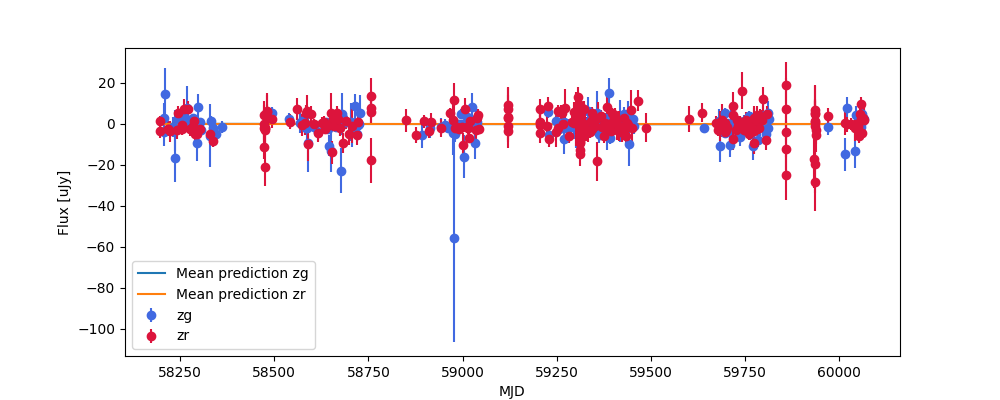 20
0
−20
−40
−60
−80
−100
Flux [uJy]
Mean prediction zg
Mean prediction zr
zg
zr
58250 58500 58750 59000 59250 59500 59750 60000
MJD